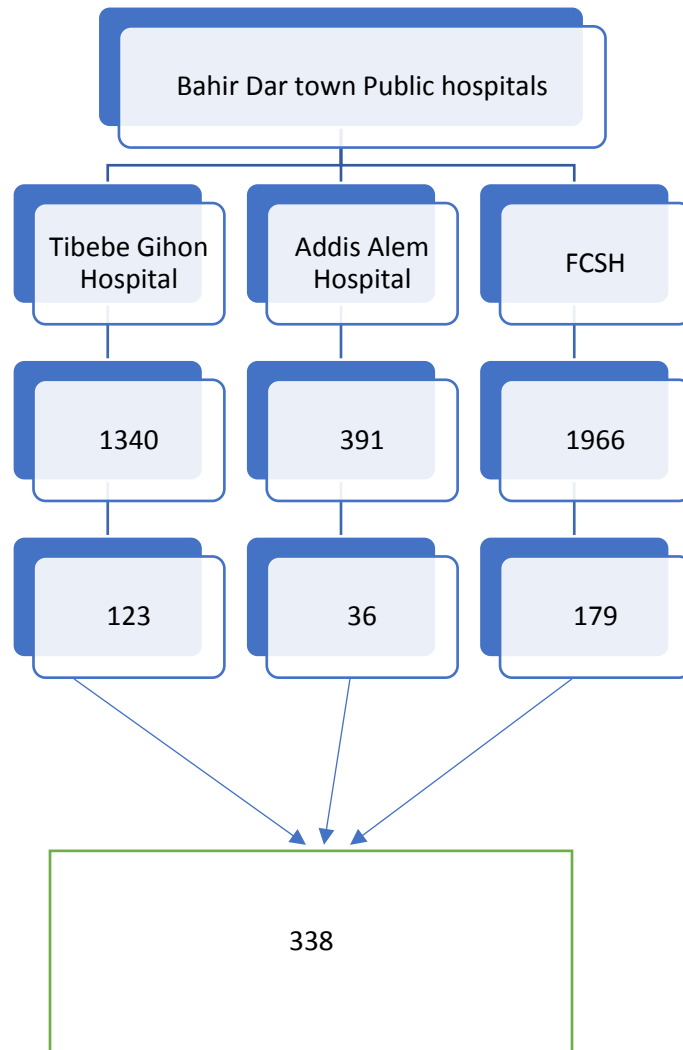 Bahir Dar town Public hospitals
Tibebe Gihon
Hospital
Addis Alem
Hospital
FCSH
1340
391
1966
123
36
179
338